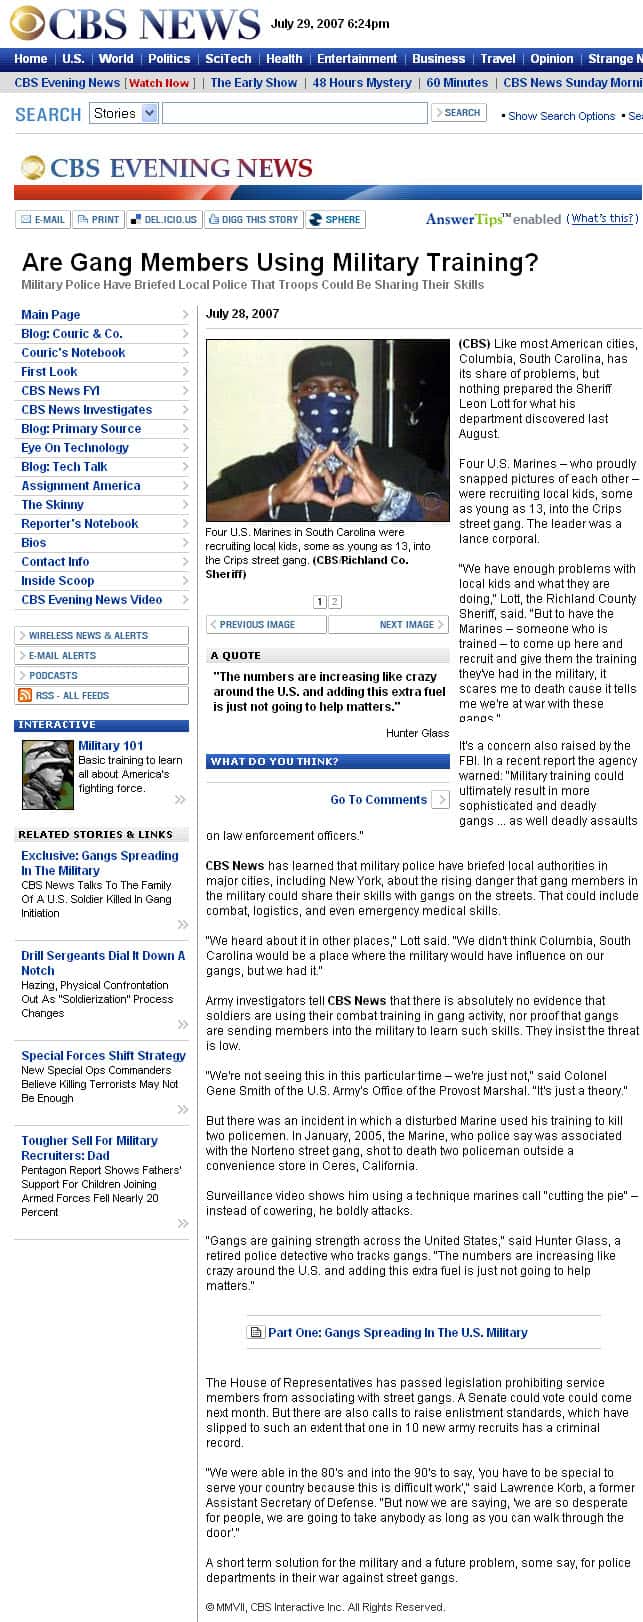 CBS NEWS
July 29, 2007 6:24pm
Home U.S. World Politics SciTech Health Entertainment Business Travel Opinion Strange N
CBS Evening News [ Watch Now ] The Early Show 48 Hours Mystery 60 Minutes CBS News Sunday Morni
SEARCH Stories SEARCH • Show Search Options • Se
CBS EVENING NEWS
E-MAIL PRINT DEL.ICIO.US DIGG THIS STORY SPHERE AnswerTips™ enabled (What's this?)
Are Gang Members Using Military Training?
Military Police Have Briefed Local Police That Troops Could Be Sharing Their Skills
Main Page
Blog: Couric & Co.
Couric's Notebook
First Look
CBS News FYI
CBS News Investigates
Blog: Primary Source
Eye On Technology
Blog: Tech Talk
Assignment America
The Skinny
Reporter's Notebook
Bios
Contact Info
Inside Scoop
CBS Evening News Video
WIRELESS NEWS & ALERTS
E-MAIL ALERTS
PODCASTS
RSS - ALL FEEDS
INTERACTIVE
Military 101
Basic training to learn
all about America's
fighting force.
RELATED STORIES & LINKS
Exclusive: Gangs Spreading
In The Military
CBS News Talks To The Family
Of A U.S. Soldier Killed In Gang
Initiation
Drill Sergeants Dial It Down A
Notch
Hazing, Physical Confrontation
Out As "Soldierization" Process
Changes
Special Forces Shift Strategy
New Special Ops Commanders
Believe Killing Terrorists May Not
Be Enough
Tougher Sell For Military
Recruiters: Dad
Pentagon Report Shows Fathers'
Support For Children Joining
Armed Forces Fell Nearly 20
Percent
July 28, 2007
Four U.S. Marines in South Carolina were
recruiting local kids, some as young as 13, into
the Crips street gang. (CBS/Richland Co.
Sheriff)
1 2
PREVIOUS IMAGE NEXT IMAGE
A QUOTE
"The numbers are increasing like crazy
around the U.S. and adding this extra fuel
is just not going to help matters."
Hunter Glass
WHAT DO YOU THINK?
Go To Comments
(CBS) Like most American cities,
Columbia, South Carolina, has
its share of problems, but
nothing prepared the Sheriff
Leon Lott for what his
department discovered last
August.
Four U.S. Marines – who proudly
snapped pictures of each other –
were recruiting local kids, some
as young as 13, into the Crips
street gang. The leader was a
lance corporal.
"We have enough problems with
local kids and what they are
doing," Lott, the Richland County
Sheriff, said. "But to have the
Marines – someone who is
trained – to come up here and
recruit and give them the training
they've had in the military, it
scares me to death cause it tells
me we're at war with these
gangs."
It's a concern also raised by the
FBI. In a recent report the agency
warned: "Military training could
ultimately result in more
sophisticated and deadly
gangs ... as well deadly assaults
on law enforcement officers."
CBS News has learned that military police have briefed local authorities in
major cities, including New York, about the rising danger that gang members in
the military could share their skills with gangs on the streets. That could include
combat, logistics, and even emergency medical skills.
"We heard about it in other places," Lott said. "We didn't think Columbia, South
Carolina would be a place where the military would have influence on our
gangs, but we had it."
Army investigators tell CBS News that there is absolutely no evidence that
soldiers are using their combat training in gang activity, nor proof that gangs
are sending members into the military to learn such skills. They insist the threat
is low.
"We're not seeing this in this particular time – we're just not," said Colonel
Gene Smith of the U.S. Army's Office of the Provost Marshal. "It's just a theory."
But there was an incident in which a disturbed Marine used his training to kill
two policemen. In January, 2005, the Marine, who police say was associated
with the Norteno street gang, shot to death two policeman outside a
convenience store in Ceres, California.
Surveillance video shows him using a technique marines call "cutting the pie" –
instead of cowering, he boldly attacks.
"Gangs are gaining strength across the United States," said Hunter Glass, a
retired police detective who tracks gangs. "The numbers are increasing like
crazy around the U.S. and adding this extra fuel is just not going to help
matters."
Part One: Gangs Spreading In The U.S. Military
The House of Representatives has passed legislation prohibiting service
members from associating with street gangs. A Senate could vote could come
next month. But there are also calls to raise enlistment standards, which have
slipped to such an extent that one in 10 new army recruits has a criminal
record.
"We were able in the 80's and into the 90's to say, 'you have to be special to
serve your country because this is difficult work'," said Lawrence Korb, a former
Assistant Secretary of Defense. "But now we are saying, 'we are so desperate
for people, we are going to take anybody as long as you can walk through the
door'."
A short term solution for the military and a future problem, some say, for police
departments in their war against street gangs.
© MMVII, CBS Interactive Inc. All Rights Reserved.